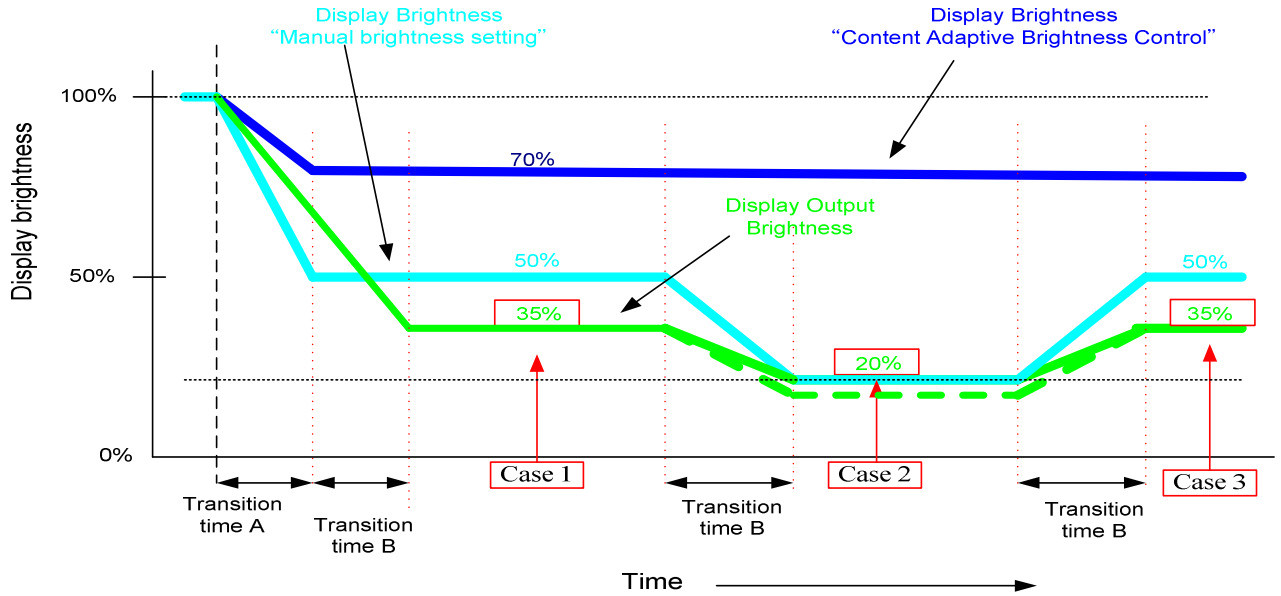 Display Brightness
“Manual brightness setting”
Display Brightness
“Content Adaptive Brightness Control”
100%
70%
Display Output
Brightness
Display brightness
50%
50%
50%
35%
35%
20%
0%
Case 1
Case 2
Case 3
Transition
time A
Transition
time B
Transition
time B
Transition
time B
Time